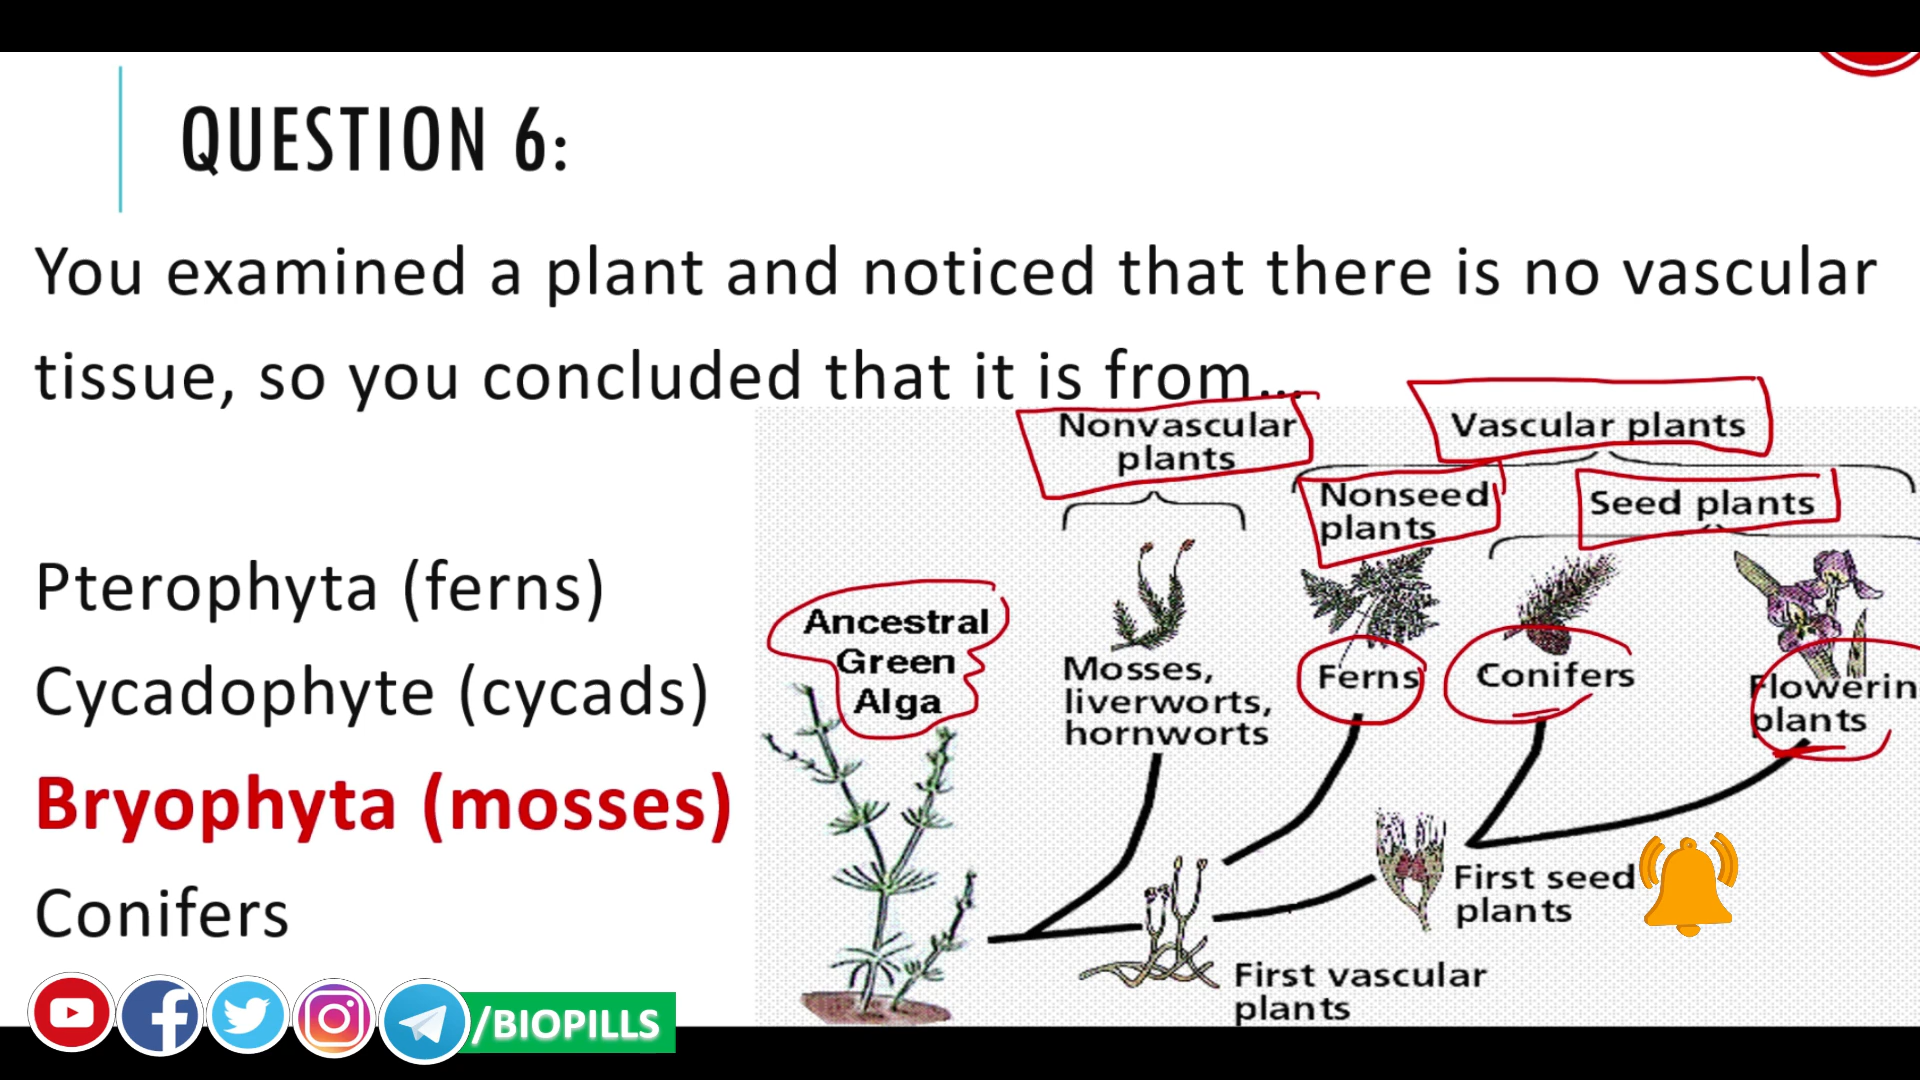 QUESTION 6:
You examined a plant and noticed that there is no vascular
tissue, so you concluded that it is from...
Pterophyta (ferns)
Cycadophyte (cycads)
Bryophyta (mosses)
Conifers
Nonvascular
plants
Vascular plants
Nonseed
plants
Seed plants
Ancestral
Green
Alga
Mosses,
liverworts,
hornworts
Ferns
Conifers
Flowerin
plants
First seed
plants
First vascular
plants
/BIOPILLS